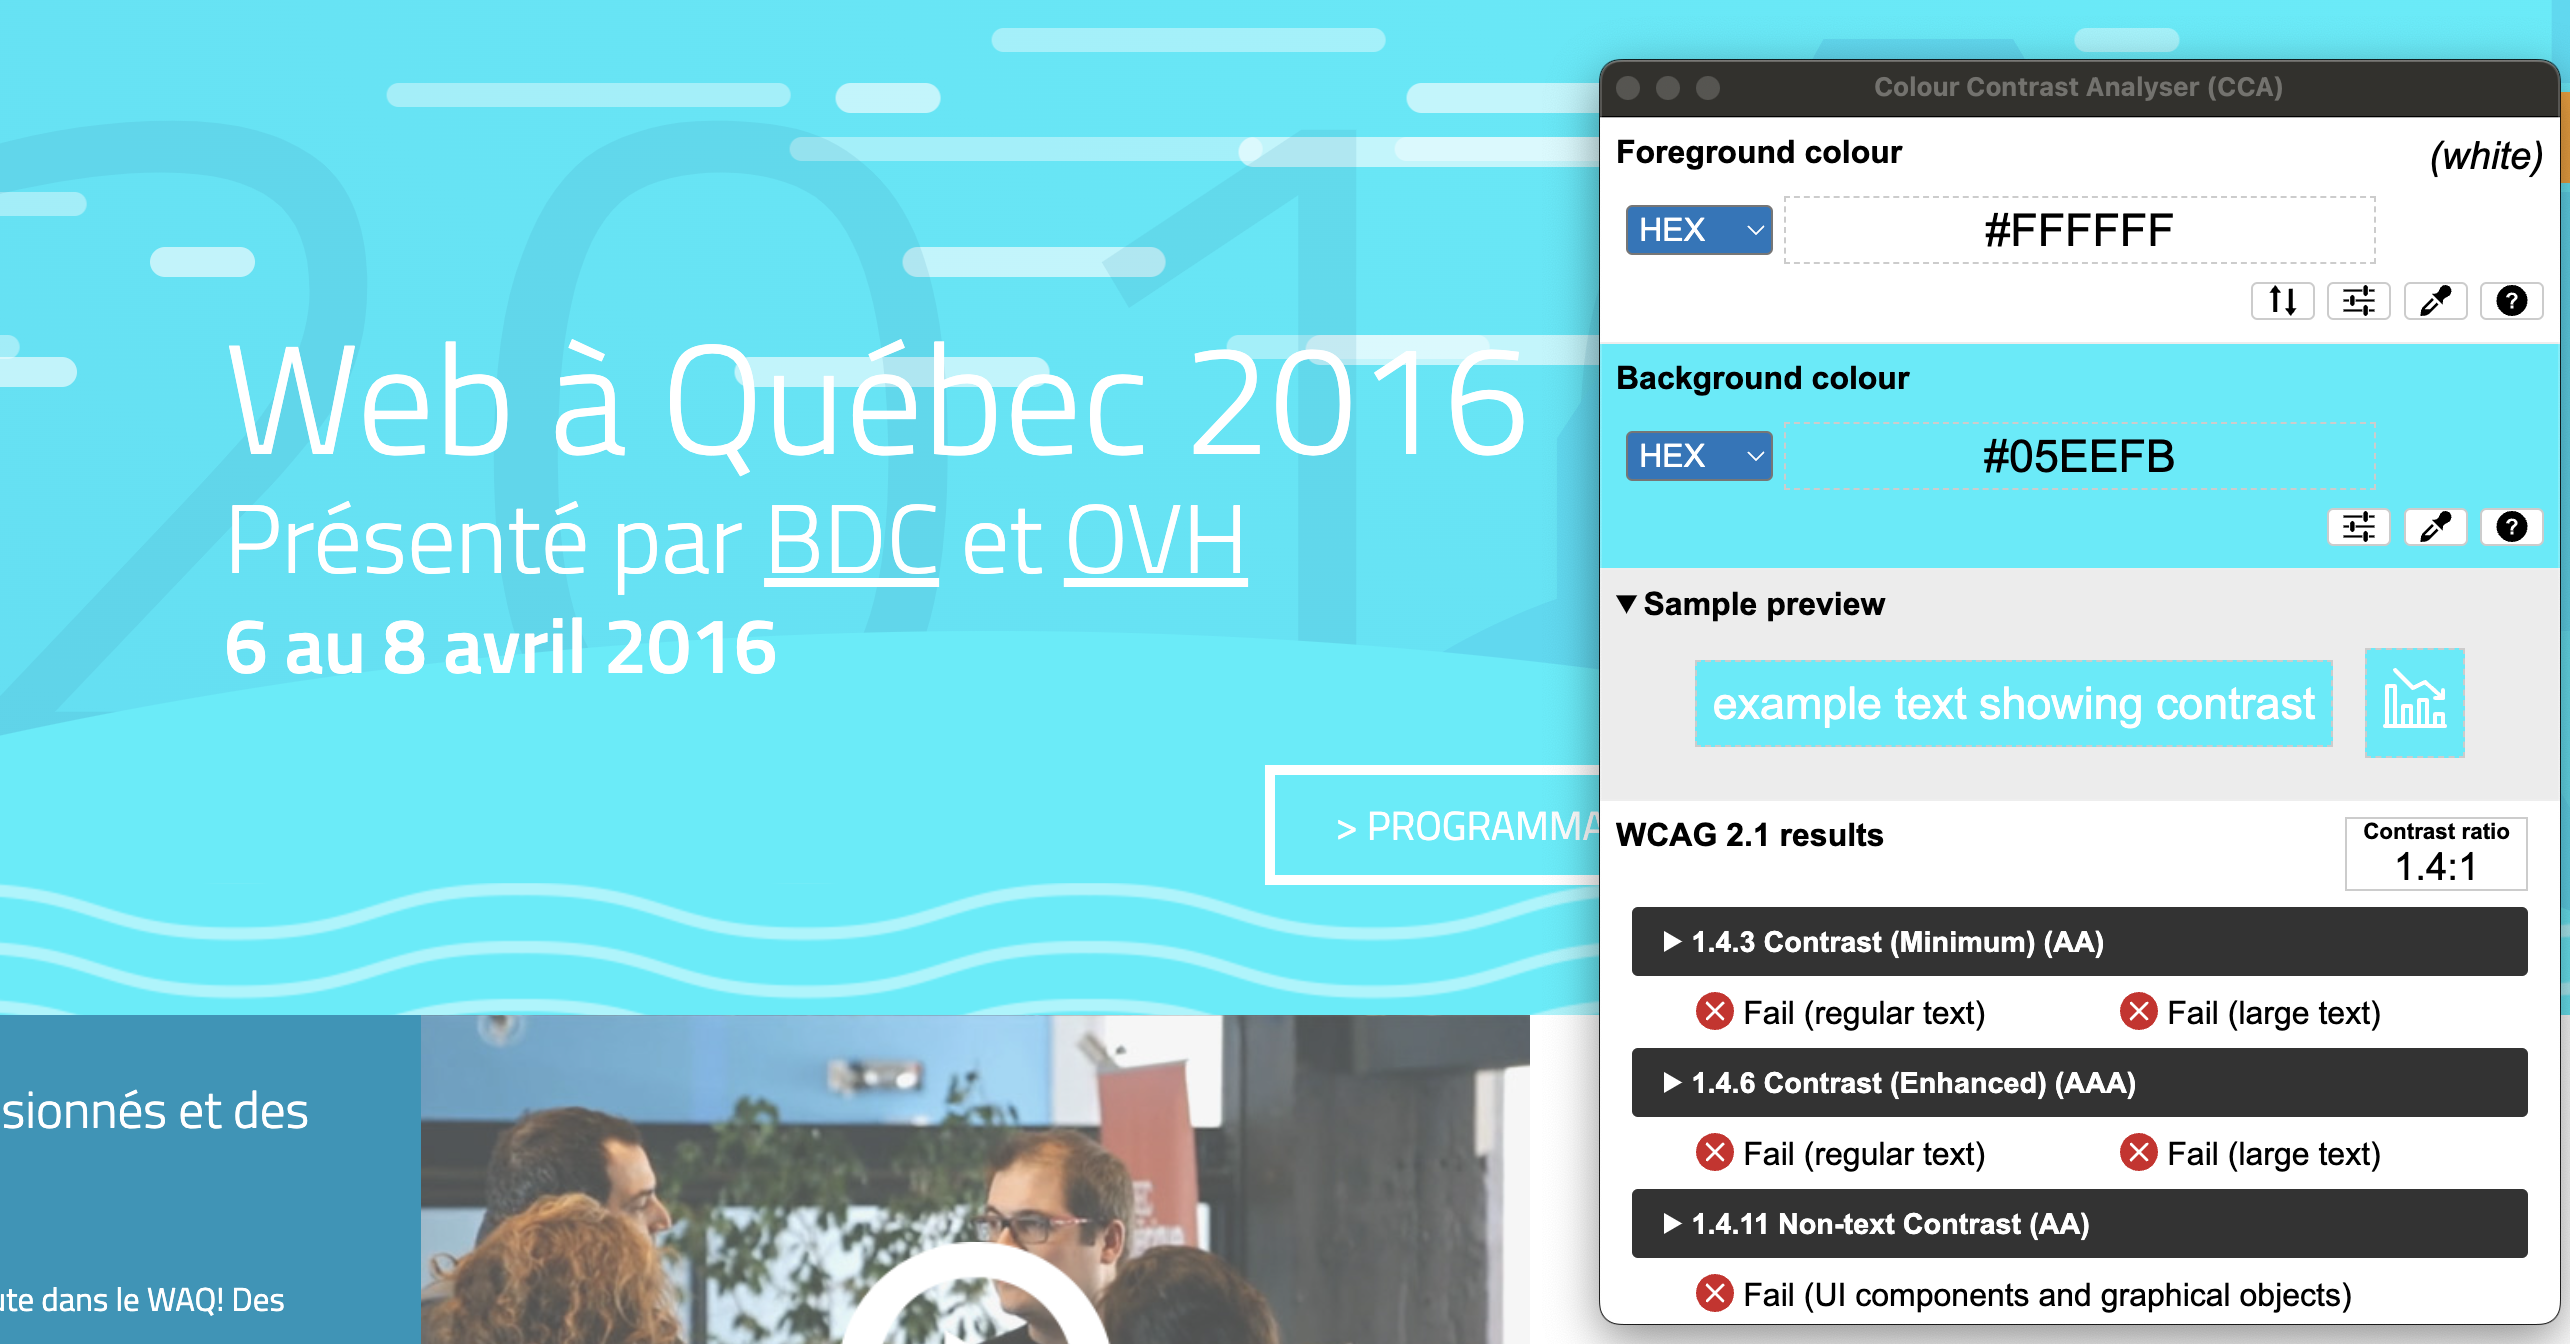 Web à Québec 2016
Présenté par BDC et OVH
6 au 8 avril 2016
> PROGRAMMA
sionnés et des
ute dans le WAQ! Des
Colour Contrast Analyser (CCA)
Foreground colour
(white)
HEX
#FFFFFF
Background colour
HEX
#05EEFB
▼ Sample preview
example text showing contrast
WCAG 2.1 results
Contrast ratio
1.4:1
▶ 1.4.3 Contrast (Minimum) (AA)
Fail (regular text)
Fail (large text)
▶ 1.4.6 Contrast (Enhanced) (AAA)
Fail (regular text)
Fail (large text)
▶ 1.4.11 Non-text Contrast (AA)
Fail (UI components and graphical objects)